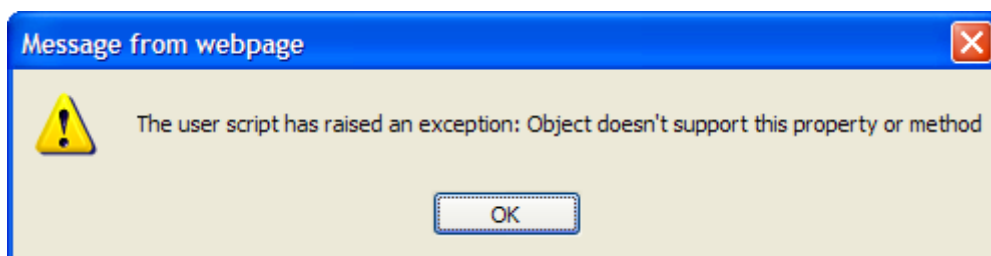 Message from webpage
The user script has raised an exception: Object doesn't support this property or method
OK